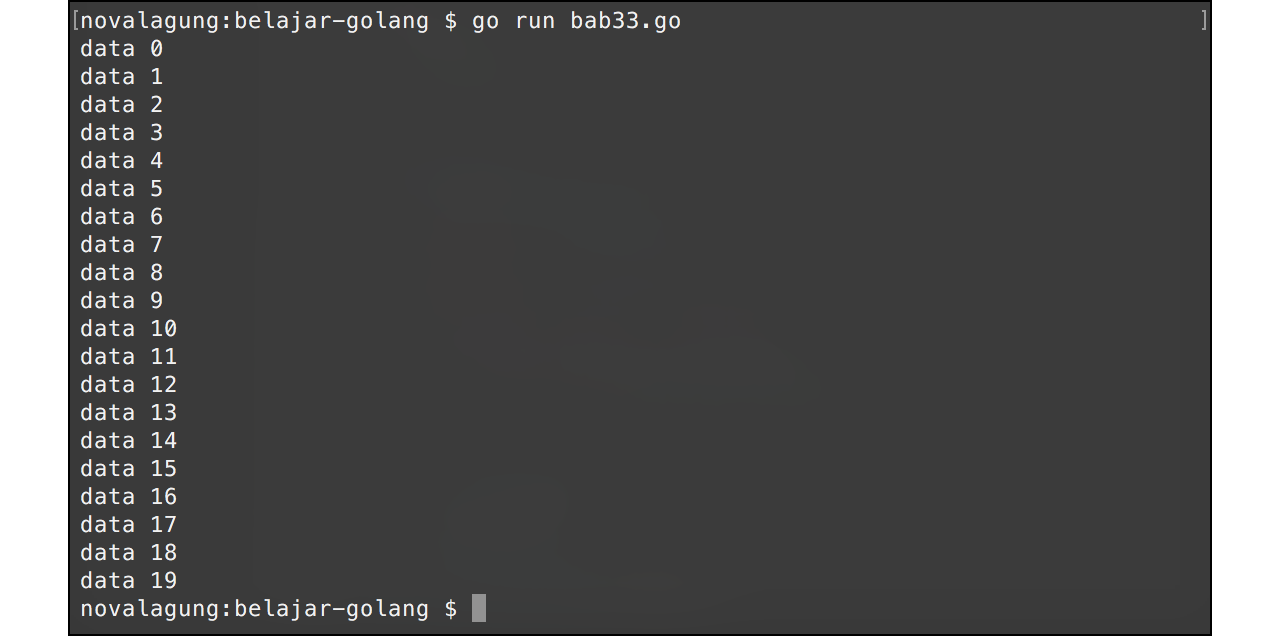 [novalagung:belajar-golang $ go run bab33.go ]
data 0
data 1
data 2
data 3
data 4
data 5
data 6
data 7
data 8
data 9
data 10
data 11
data 12
data 13
data 14
data 15
data 16
data 17
data 18
data 19
novalagung:belajar-golang $